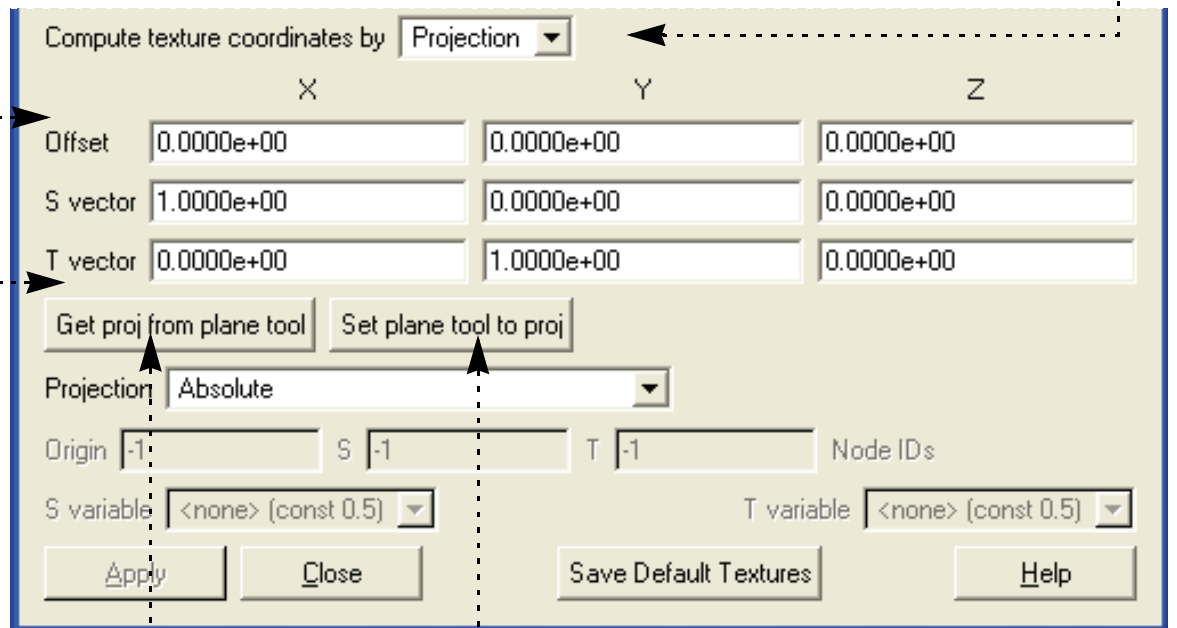 Compute texture coordinates by Projection
X Y Z
Offset 0.0000e+00 0.0000e+00 0.0000e+00
S vector 1.0000e+00 0.0000e+00 0.0000e+00
T vector 0.0000e+00 1.0000e+00 0.0000e+00
Get proj from plane tool Set plane tool to proj
Projection Absolute
Origin -1 S -1 T -1 Node IDs
S variable <none> (const 0.5) T variable <none> (const 0.5)
Apply Close Save Default Textures Help